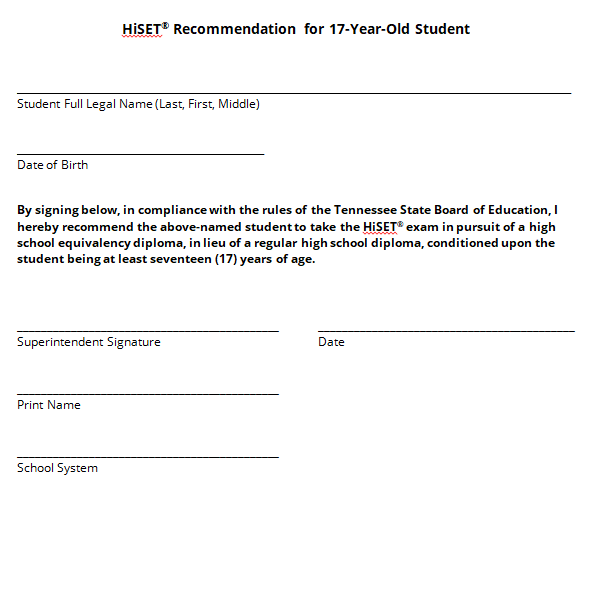 HiSET® Recommendation for 17-Year-Old Student
Student Full Legal Name (Last, First, Middle)
Date of Birth
By signing below, in compliance with the rules of the Tennessee State Board of Education, I
hereby recommend the above-named student to take the HiSET® exam in pursuit of a high
school equivalency diploma, in lieu of a regular high school diploma, conditioned upon the
student being at least seventeen (17) years of age.
Superintendent Signature
Date
Print Name
School System